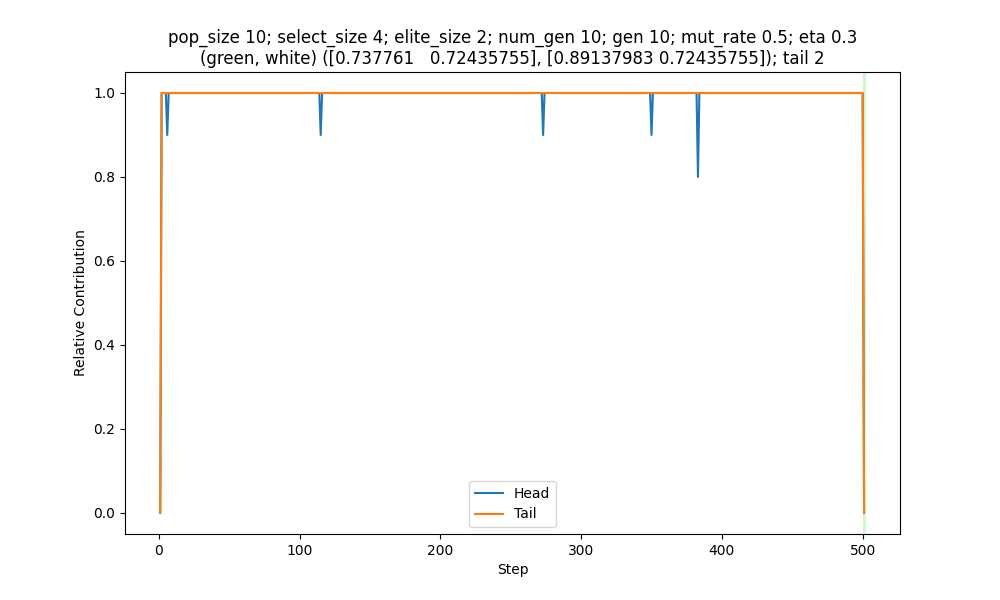 pop_size 10; select_size 4; elite_size 2; num_gen 10; gen 10; mut_rate 0.5; eta 0.3
(green, white) ([0.737761   0.72435755], [0.89137983 0.72435755]); tail 2
1.0
0.8
0.6
0.4
0.2
0.0
Relative Contribution
Head
Tail
0
100
200
300
400
500
Step